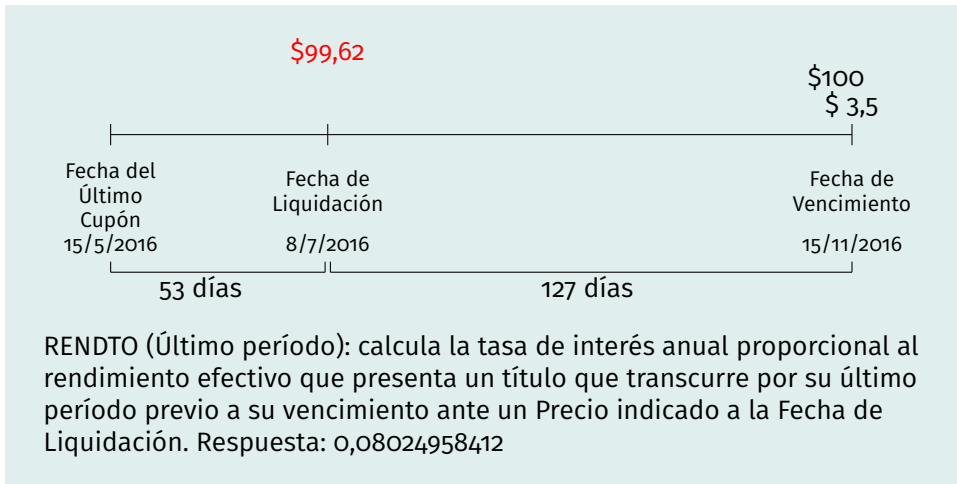 $99,62
$100
$ 3,5
Fecha del
Último
Cupón
15/5/2016
Fecha de
Liquidación
8/7/2016
Fecha de
Vencimiento
15/11/2016
53 días
127 días
RENDTO (Último período): calcula la tasa de interés anual proporcional al
rendimiento efectivo que presenta un título que transcurre por su último
período previo a su vencimiento ante un Precio indicado a la Fecha de
Liquidación. Respuesta: 0,08024958412